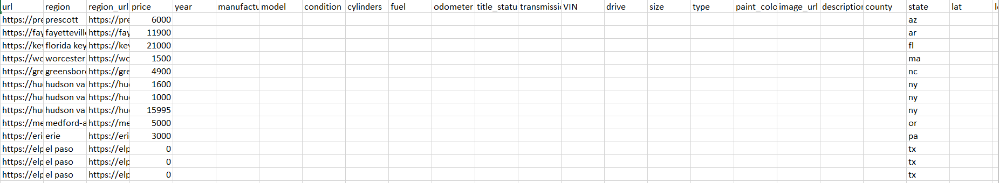 url region region_url price year manufactu model condition cylinders fuel odometer title_statu transmissi VIN drive size type paint_colo image_url description county state lat l
https://pre prescott https://pre 6000 az
https://fay fayetteville https://fay 11900 ar
https://key florida key https://key 21000 fl
https://wo worcester https://wo 1500 ma
https://gre greensboro https://gre 4900 nc
https://hu hudson val https://hu 1600 ny
https://hu hudson val https://hu 1000 ny
https://hu hudson val https://hu 15995 ny
https://me medford-a https://me 5000 or
https://eri erie https://eri 3000 pa
https://elp el paso https://elp 0 tx
https://elp el paso https://elp 0 tx
https://elp el paso https://elp 0 tx